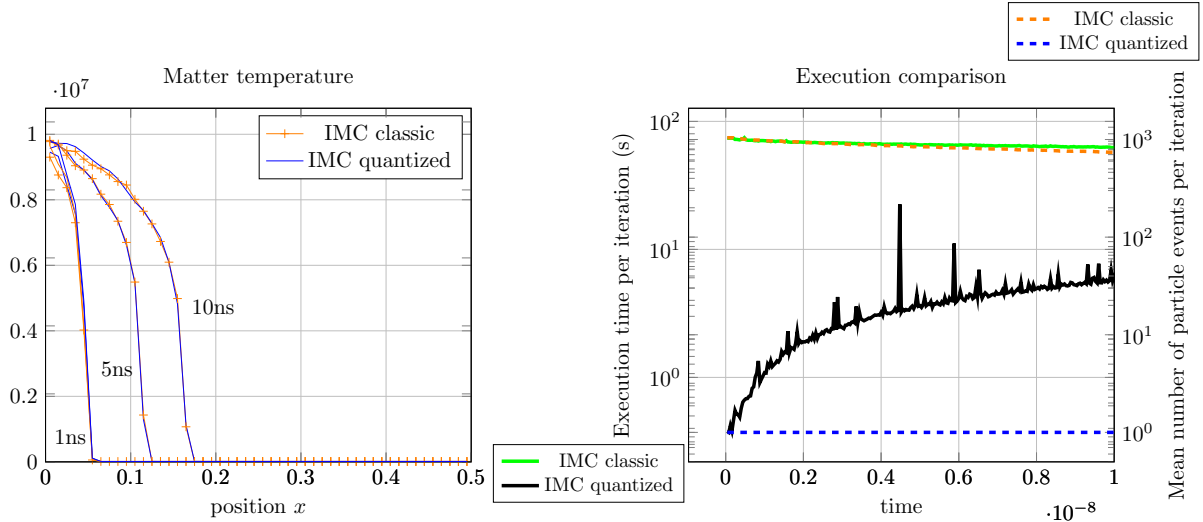 Matter temperature
·10^7
1
0.8
0.6
0.4
0.2
0
0
0.1
0.2
0.3
0.4
0.5
position x
IMC classic
IMC quantized
10ns
5ns
1ns
IMC classic
IMC quantized
Execution comparison
Execution time per iteration (s)
10^2
10^1
10^0
0
0.2
0.4
0.6
0.8
1
time
·10^−8
10^3
10^2
10^1
10^0
Mean number of particle events per iteration
IMC classic
IMC quantized